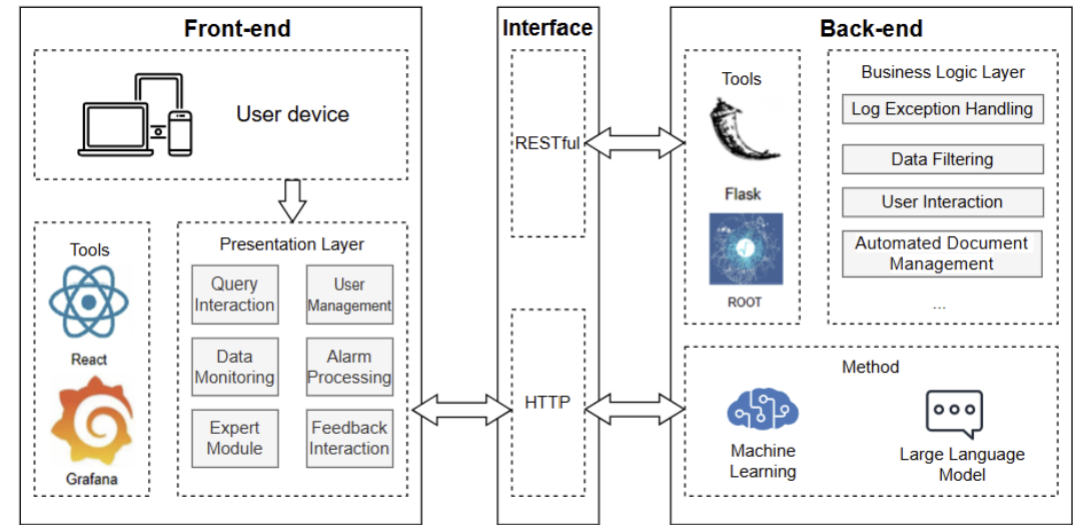 Front-end
User device
Tools
React
Grafana
Presentation Layer
Query
Interaction
User
Management
Data
Monitoring
Alarm
Processing
Expert
Module
Feedback
Interaction
Interface
RESTful
HTTP
Back-end
Tools
Flask
ROOT
Business Logic Layer
Log Exception Handling
Data Filtering
User Interaction
Automated Document
Management
...
Method
Machine
Learning
Large Language
Model